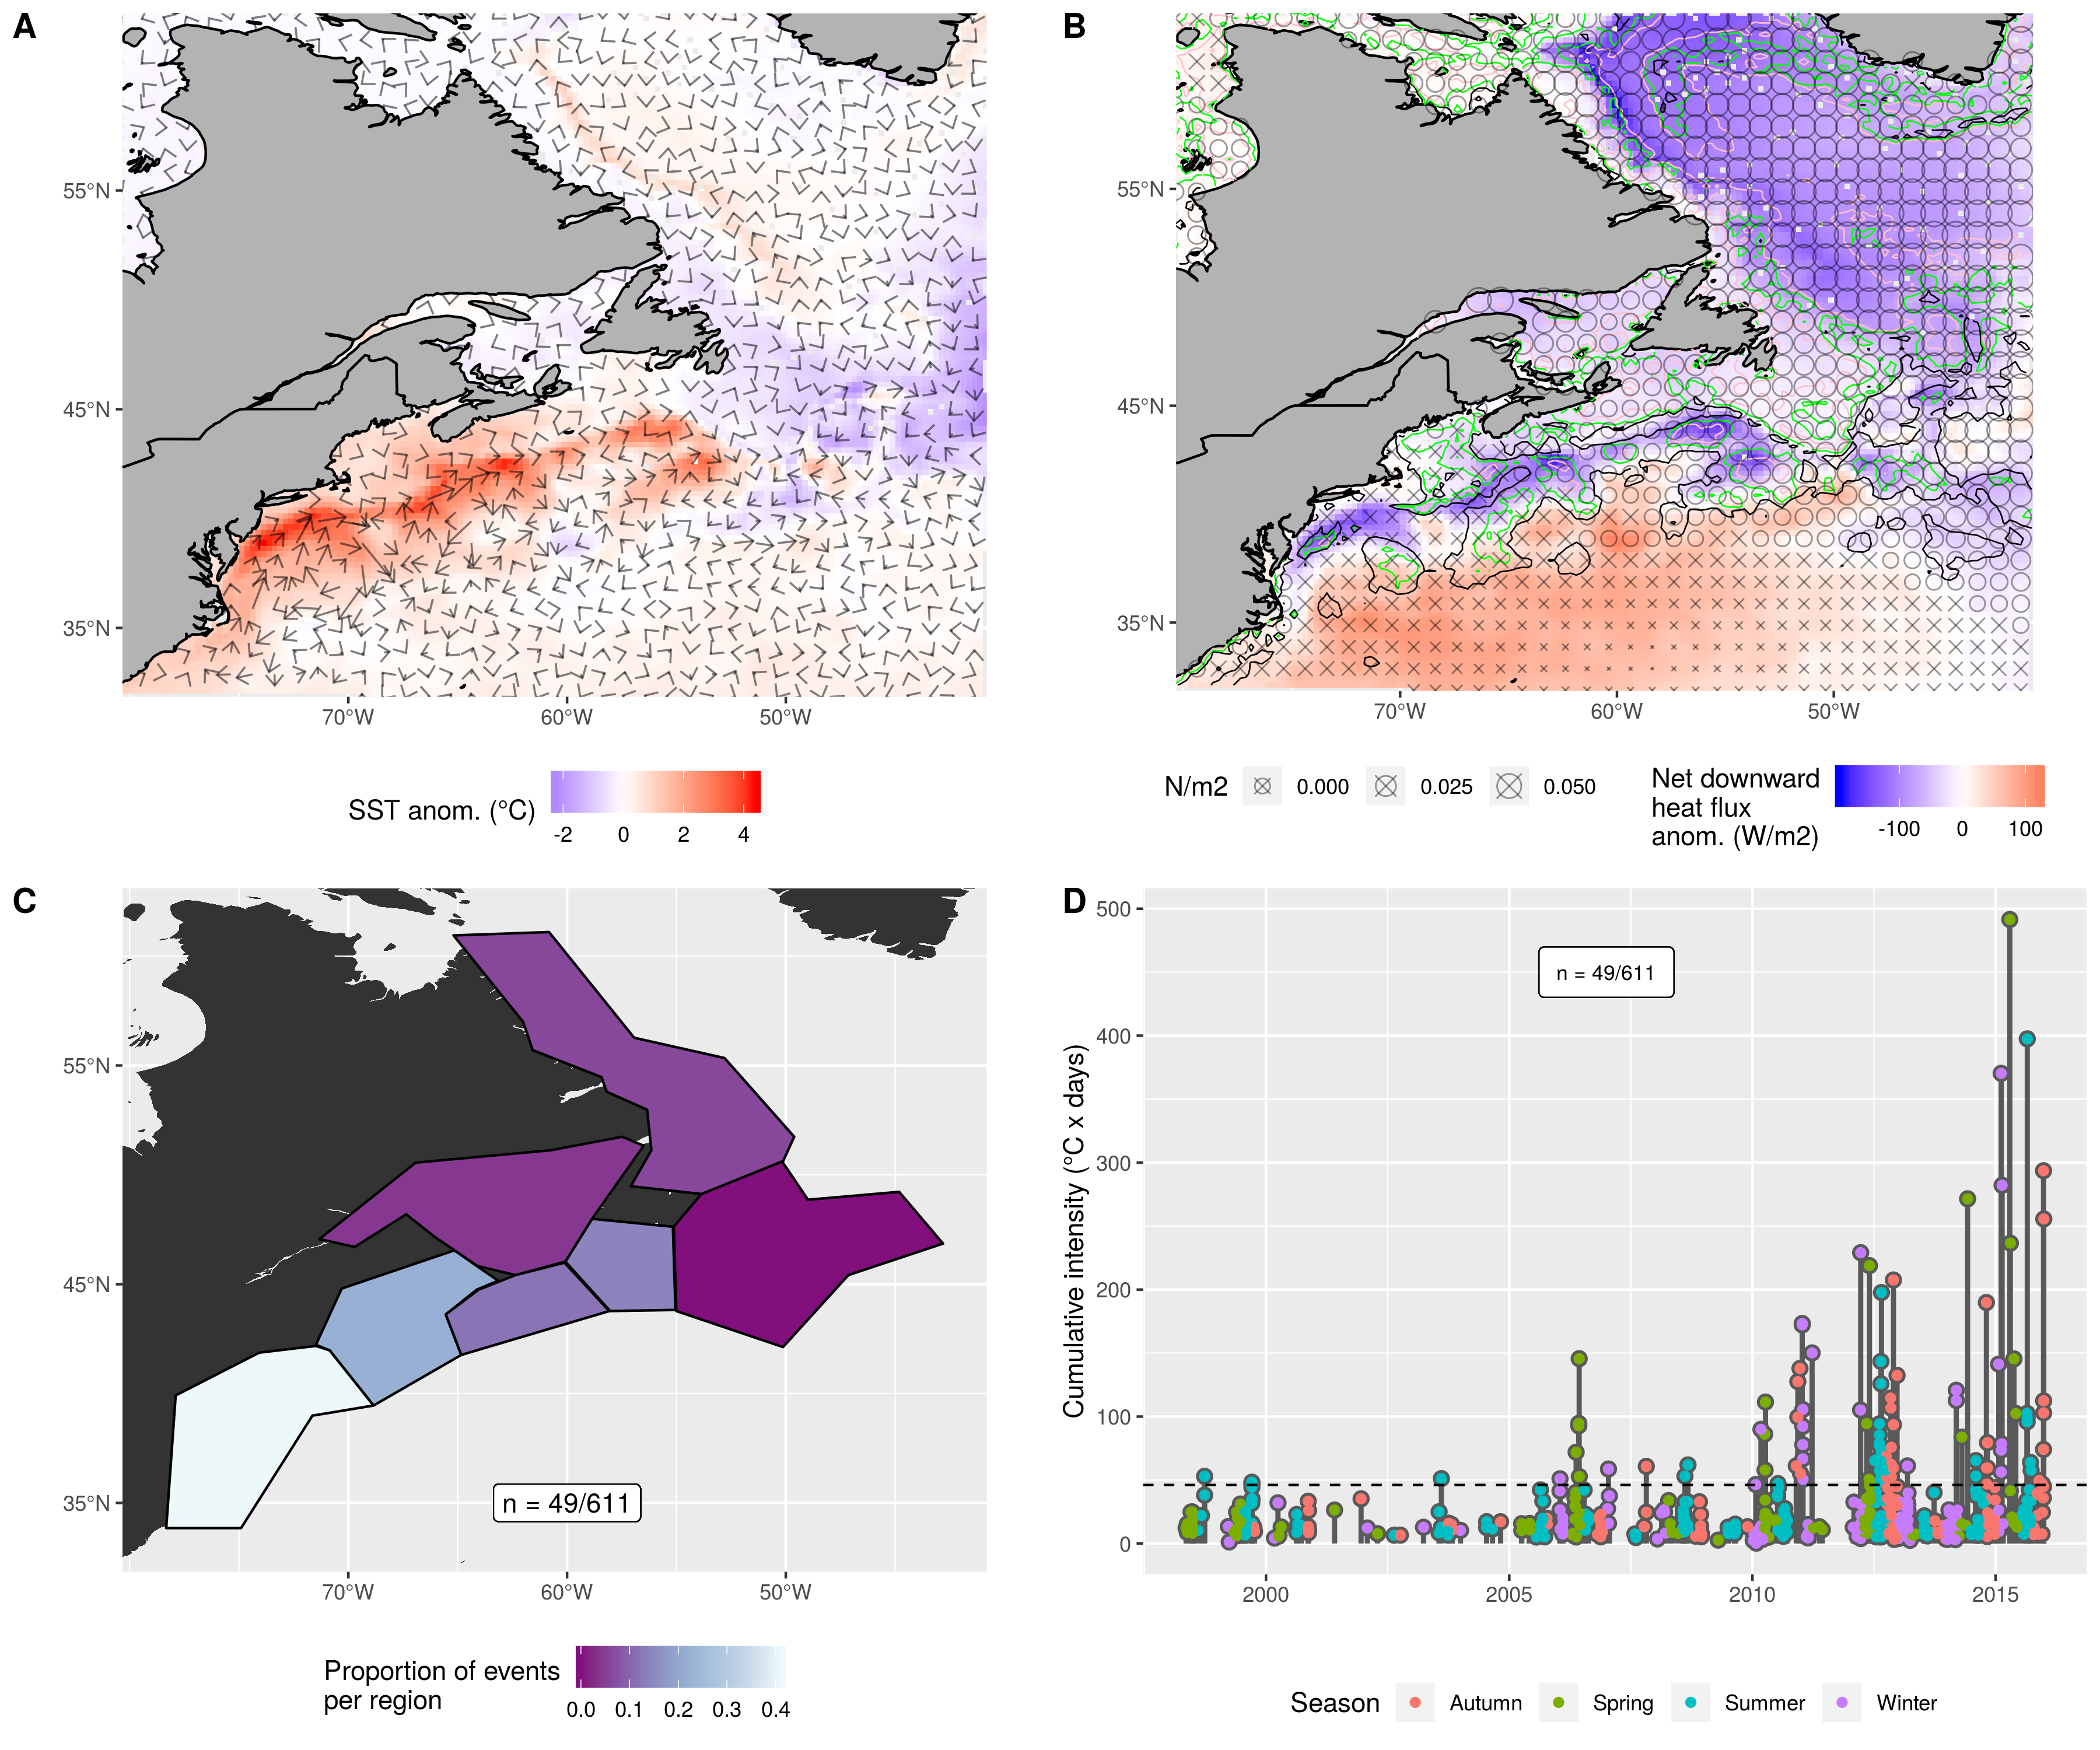 A
55°N
45°N
35°N
70°W
60°W
50°W
SST anom. (°C)
-2
0
2
4
B
55°N
45°N
35°N
70°W
60°W
50°W
N/m2
0.000
0.025
0.050
Net downward
heat flux
anom. (W/m2)
-100
0
100
C
55°N
45°N
35°N
n = 49/611
70°W
60°W
50°W
Proportion of events
per region
0.0
0.1
0.2
0.3
0.4
D
Cumulative intensity (°C x days)
500
400
300
200
100
0
n = 49/611
2000
2005
2010
2015
Season
Autumn
Spring
Summer
Winter